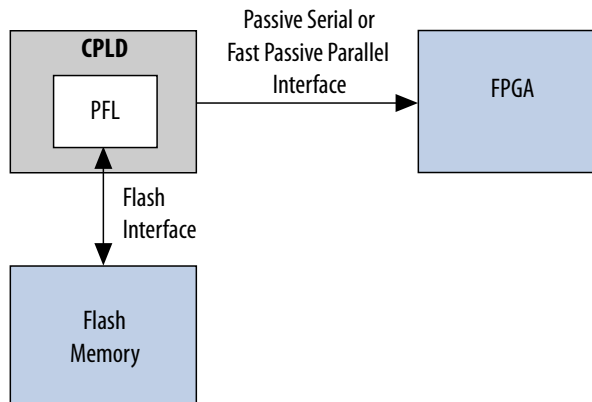 CPLD
PFL
Passive Serial or
Fast Passive Parallel
Interface
FPGA
Flash
Interface
Flash
Memory